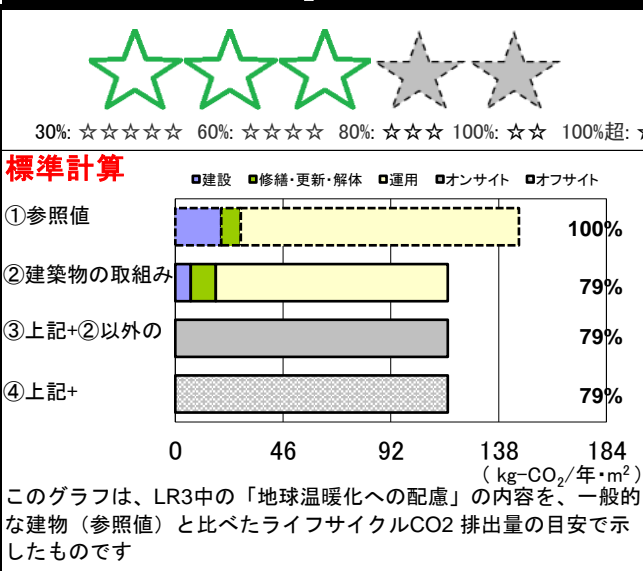 30%: ☆☆☆☆☆ 60%: ☆☆☆☆ 80%: ☆☆☆ 100%: ☆☆ 100%超:
標準計算
建設 修繕・更新・解体 運用 オンサイト オフサイト
①参照値 100%
②建築物の取組み 79%
③上記+②以外の 79%
④上記+ 79%
0 46 92 138 184
( kg-CO₂/年・m²)
このグラフは、LR3中の「地球温暖化への配慮」の内容を、一般的
な建物（参照値）と比べたライフサイクルCO2 排出量の目安で示
したものです